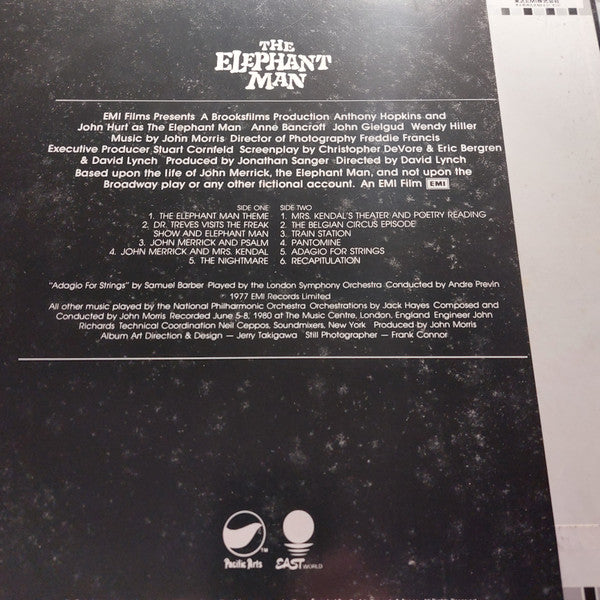 THE
ELEPHANT
MAN
EMI Films Presents A Brooksfilms Production Anthony Hopkins and
John Hurt as The Elephant Man Anne Bancroft John Gielgud Wendy Hiller
Music by John Morris Director of Photography Freddie Francis
Executive Producer Stuart Cornfeld Screenplay by Christopher DeVore & Eric Bergren
& David Lynch Produced by Jonathan Sanger Directed by David Lynch
Based upon the life of John Merrick, the Elephant Man, and not upon the
Broadway play or any other fictional account. An EMI Film EMI
SIDE ONE
1. THE ELEPHANT MAN THEME
2. DR. TREVES VISITS THE FREAK
SHOW AND ELEPHANT MAN
3. JOHN MERRICK AND PSALM
4. JOHN MERRICK AND MRS. KENDAL
5. THE NIGHTMARE
SIDE TWO
1. MRS. KENDAL'S THEATER AND POETRY READING
2. THE BELGIAN CIRCUS EPISODE
3. TRAIN STATION
4. PANTOMINE
5. ADAGIO FOR STRINGS
6. RECAPITULATION
"Adagio For Strings" by Samuel Barber Played by the London Symphony Orchestra Conducted by Andre Previn
© 1977 EMI Records Limited
All other music played by the National Philharmonic Orchestra Orchestrations by Jack Hayes Composed and
Conducted by John Morris Recorded June 5-8, 1980 at The Music Centre, London, England Engineer John
Richards Technical Coordination Neil Ceppos, Soundmixers, New York Produced by John Morris
Album Art Direction & Design — Jerry Takigawa Still Photographer — Frank Connor
TM
Pacific Arts
EAST WORLD